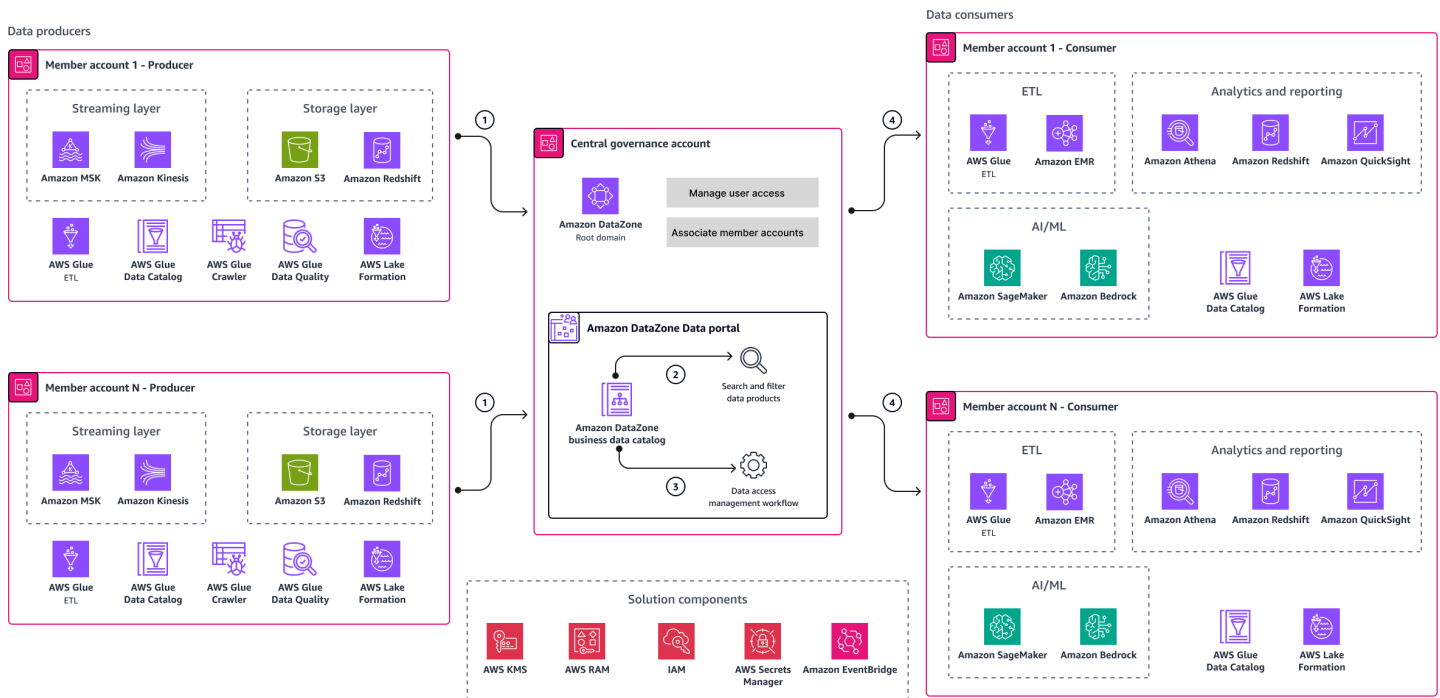 Data producers
Member account 1 - Producer
Streaming layer
Amazon MSK
Amazon Kinesis
Storage layer
Amazon S3
Amazon Redshift
AWS Glue
ETL
AWS Glue
Data Catalog
AWS Glue
Crawler
AWS Glue
Data Quality
AWS Lake
Formation
1
Member account N - Producer
Streaming layer
Amazon MSK
Amazon Kinesis
Storage layer
Amazon S3
Amazon Redshift
AWS Glue
ETL
AWS Glue
Data Catalog
AWS Glue
Crawler
AWS Glue
Data Quality
AWS Lake
Formation
1
Central governance account
Amazon DataZone
Root domain
Manage user access
Associate member accounts
Amazon DataZone Data portal
Amazon DataZone
business data catalog
2
Search and filter
data products
3
Data access
management workflow
Solution components
AWS KMS
AWS RAM
IAM
AWS Secrets
Manager
Amazon EventBridge
Data consumers
4
Member account 1 - Consumer
ETL
AWS Glue
ETL
Amazon EMR
Analytics and reporting
Amazon Athena
Amazon Redshift
Amazon QuickSight
AI/ML
Amazon SageMaker
Amazon Bedrock
AWS Glue
Data Catalog
AWS Lake
Formation
4
Member account N - Consumer
ETL
AWS Glue
ETL
Amazon EMR
Analytics and reporting
Amazon Athena
Amazon Redshift
Amazon QuickSight
AI/ML
Amazon SageMaker
Amazon Bedrock
AWS Glue
Data Catalog
AWS Lake
Formation